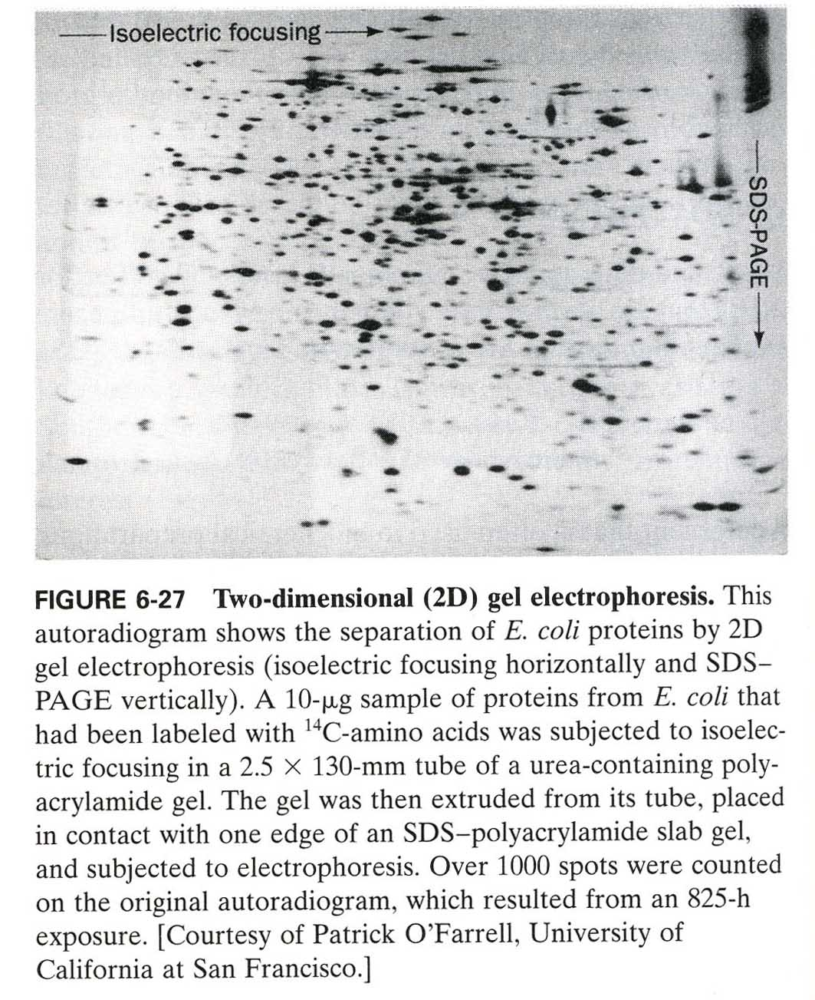 Isoelectric focusing
SDS-PAGE
FIGURE 6-27 Two-dimensional (2D) gel electrophoresis. This
autoradiogram shows the separation of E. coli proteins by 2D
gel electrophoresis (isoelectric focusing horizontally and SDS–
PAGE vertically). A 10-μg sample of proteins from E. coli that
had been labeled with ¹⁴C-amino acids was subjected to isoelec-
tric focusing in a 2.5 × 130-mm tube of a urea-containing poly-
acrylamide gel. The gel was then extruded from its tube, placed
in contact with one edge of an SDS–polyacrylamide slab gel,
and subjected to electrophoresis. Over 1000 spots were counted
on the original autoradiogram, which resulted from an 825-h
exposure. [Courtesy of Patrick O’Farrell, University of
California at San Francisco.]